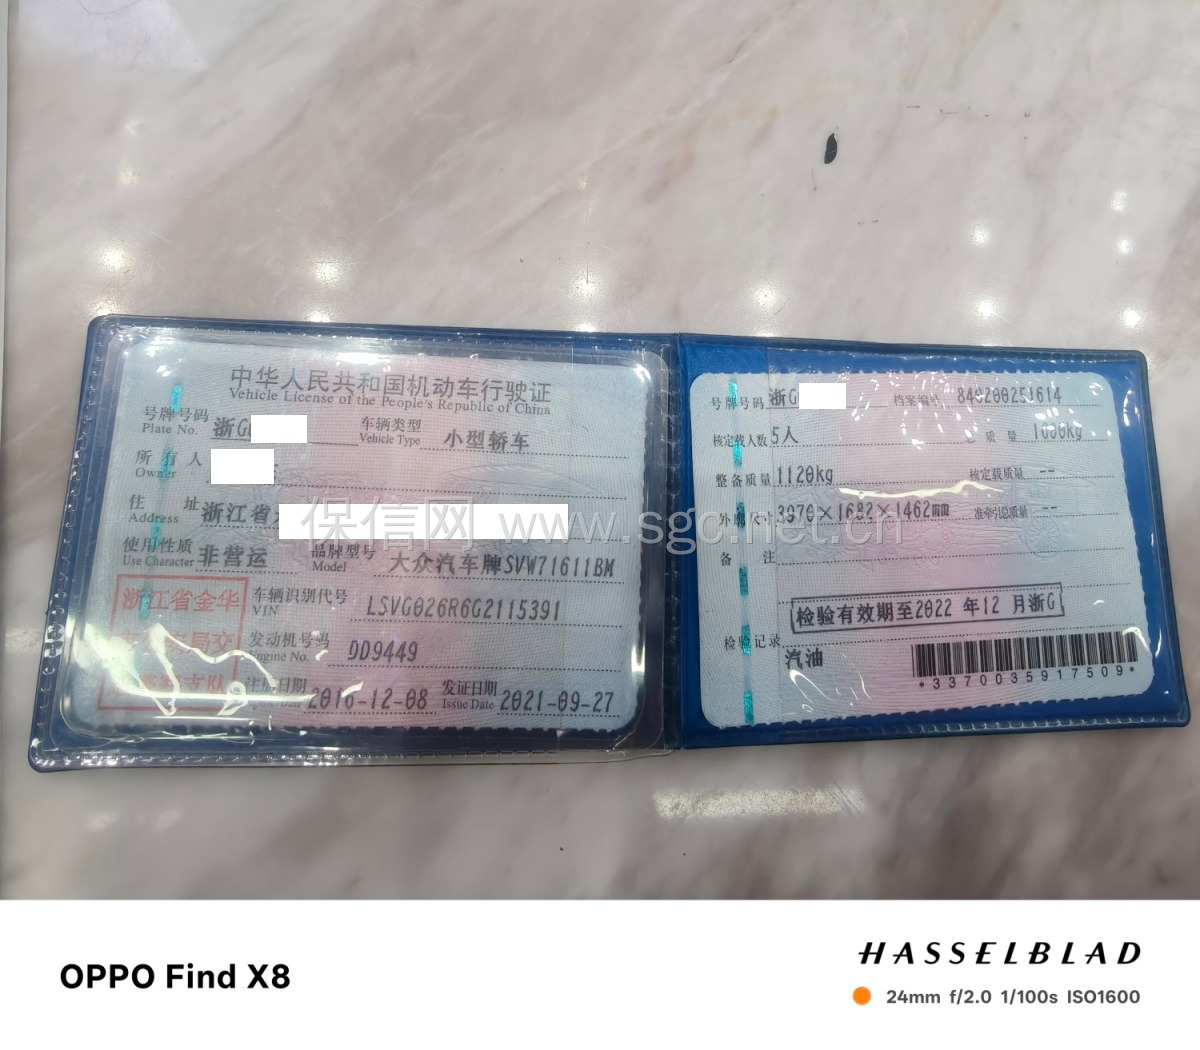 中华人民共和国机动车行驶证
Vehicle License of the People's Republic of China
号牌号码 浙G 车辆类型 小型轿车
Plate No. Vehicle Type
所有人
Owner
住 址 浙江省
Address
使用性质 非营运 品牌型号 大众汽车牌SVW71611BM
Use Character Model
浙江省金华
车辆识别代号 LSVG026R6G2115391
VIN
局交
发动机号码 DD9449
Engine No.
支队
注册日期 2016-12-08 发证日期 2021-09-27
Issue Date
号牌号码 浙G 档案编号 840200251614
核定载人数 5人 总质量
整备质量 1120kg 核定载质量 --
外廓尺寸 3970×1682×1462mm 准牵引总质量 --
备 注
检验有效期至2022 年12 月浙G
检验记录
汽油
*3370035917509*
保信网 www.sgc.net.cn
OPPO Find X8
HASSELBLAD
24mm f/2.0 1/100s ISO1600